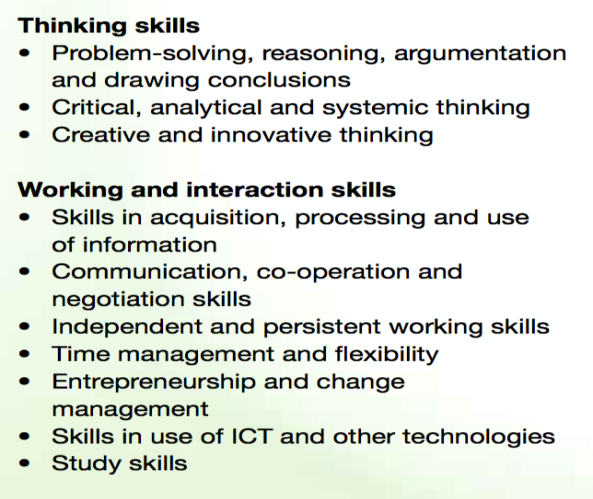 Thinking skills
• Problem-solving, reasoning, argumentation
and drawing conclusions
• Critical, analytical and systemic thinking
• Creative and innovative thinking
Working and interaction skills
• Skills in acquisition, processing and use
of information
• Communication, co-operation and
negotiation skills
• Independent and persistent working skills
• Time management and flexibility
• Entrepreneurship and change
management
• Skills in use of ICT and other technologies
• Study skills